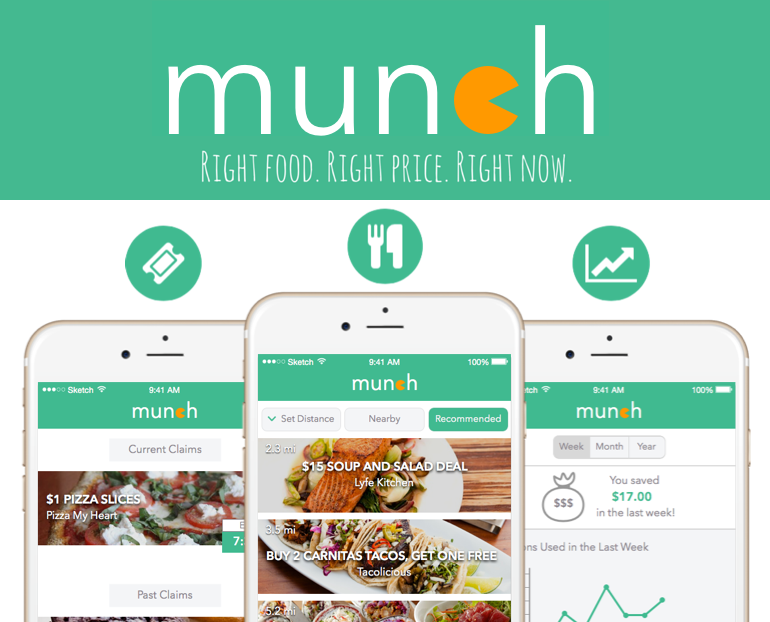 munch
RIGHT FOOD. RIGHT PRICE. RIGHT NOW.
Sketch 9:41 AM
munch
Current Claims
$1 PIZZA SLICES
Pizza My Heart
E
7:
Past Claims
Sketch 9:41 AM 100%
munch
Set Distance Nearby Recommended
2.3 mi
$15 SOUP AND SALAD DEAL
Lyfe Kitchen
3.5 mi
BUY 2 CARNITAS TACOS, GET ONE FREE
Tacolicious
5.2 mi
tch 9:41 AM 100%
munch
Week Month Year
$$$
You saved
$17.00
in the last week!
ns Used in the Last Week